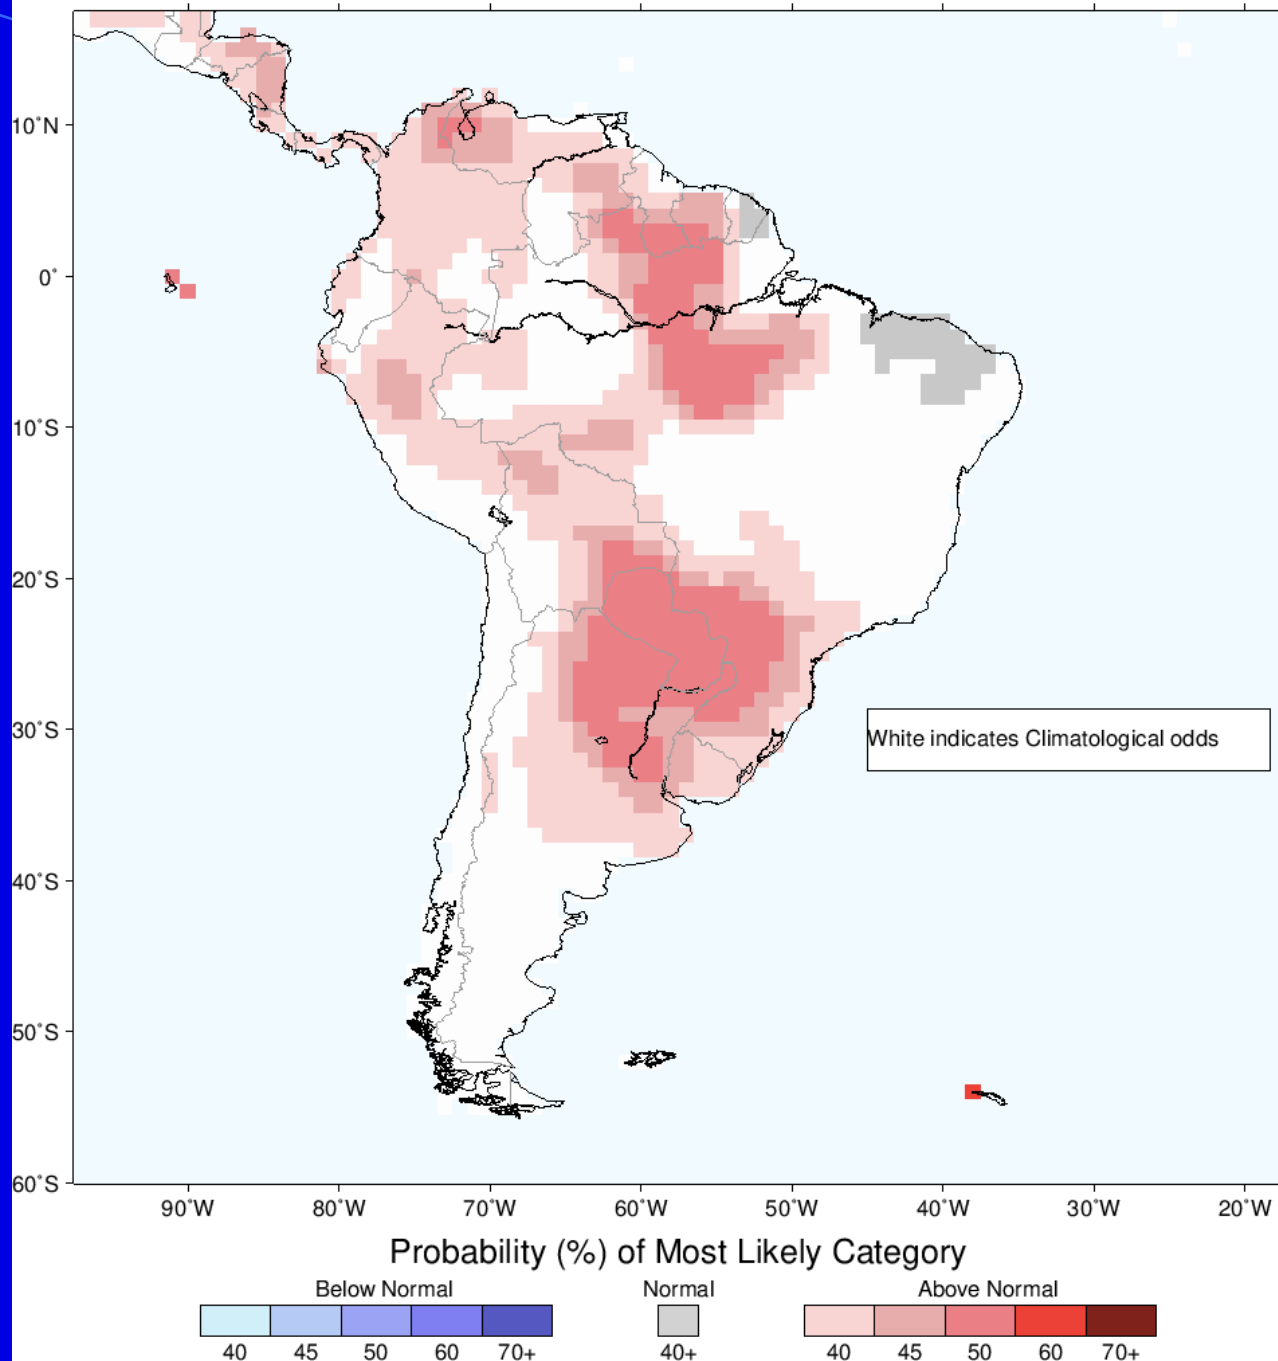 10°N
0°
10°S
20°S
30°S
White indicates Climatological odds
40°S
50°S
60°S
90°W 80°W 70°W 60°W 50°W 40°W 30°W 20°W
Probability (%) of Most Likely Category
Below Normal Normal Above Normal
40 45 50 60 70+ 40+ 40 45 50 60 70+